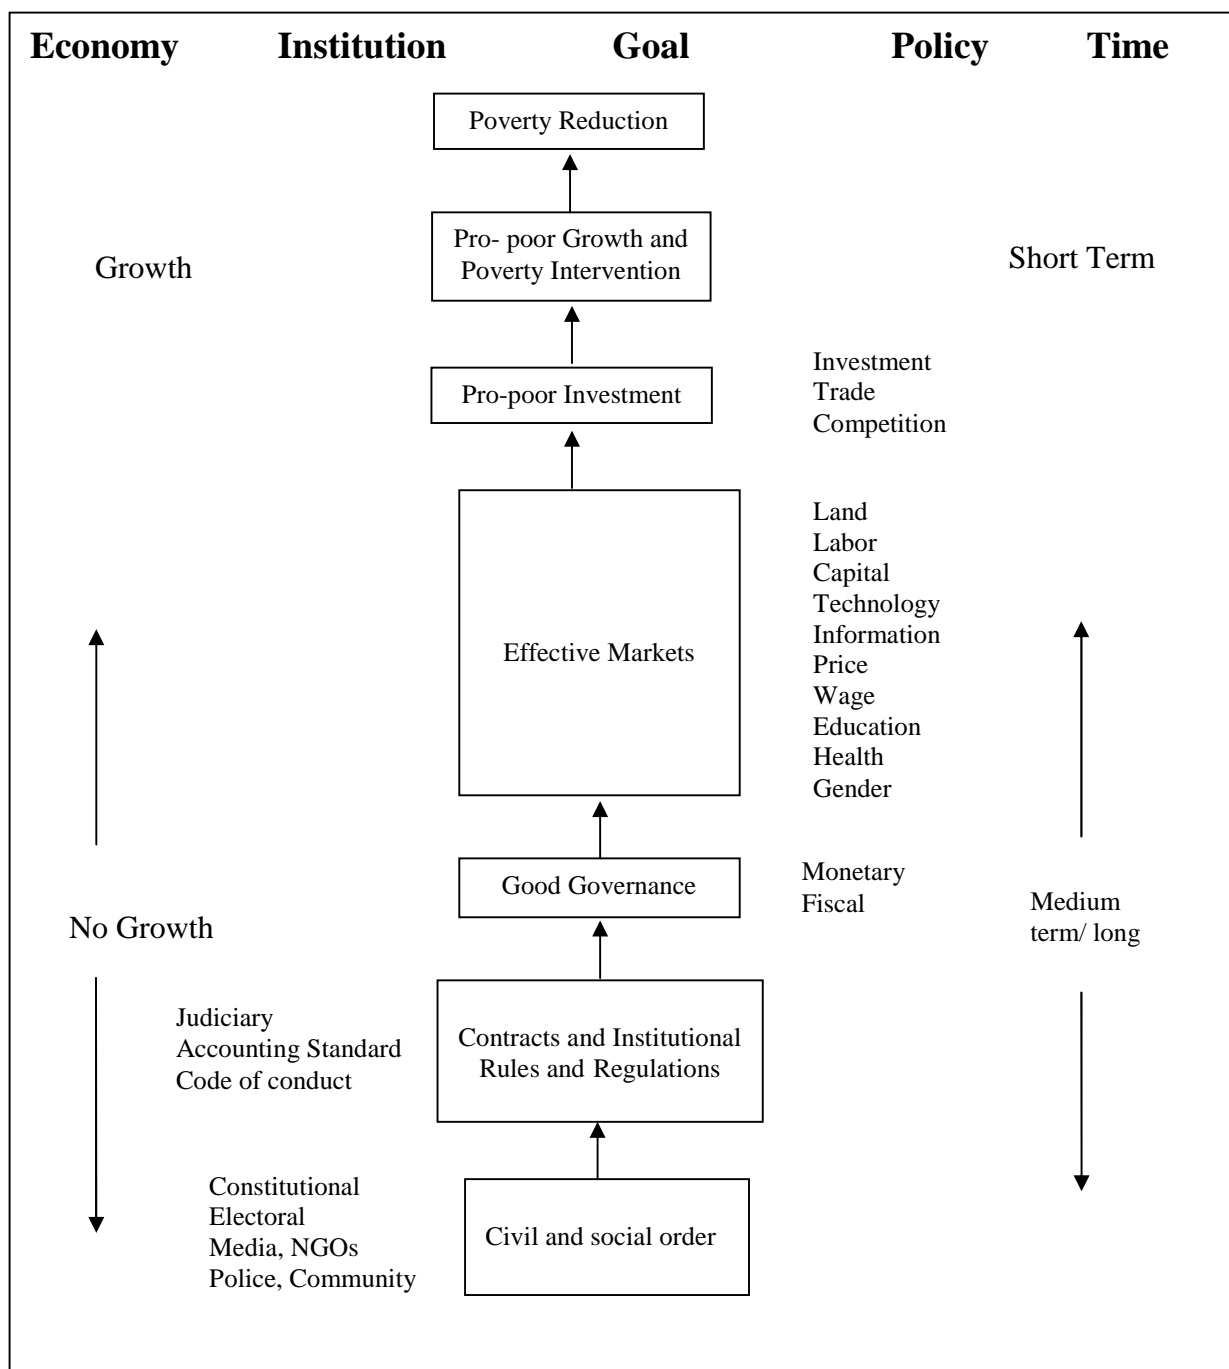 Economy Institution Goal Policy Time
Poverty Reduction
Pro- poor Growth and
Poverty Intervention
Growth
Short Term
Pro-poor Investment
Investment
Trade
Competition
Effective Markets
Land
Labor
Capital
Technology
Information
Price
Wage
Education
Health
Gender
Good Governance
Monetary
Fiscal
No Growth
Medium
term/ long
Judiciary
Accounting Standard
Code of conduct
Contracts and Institutional
Rules and Regulations
Constitutional
Electoral
Media, NGOs
Police, Community
Civil and social order